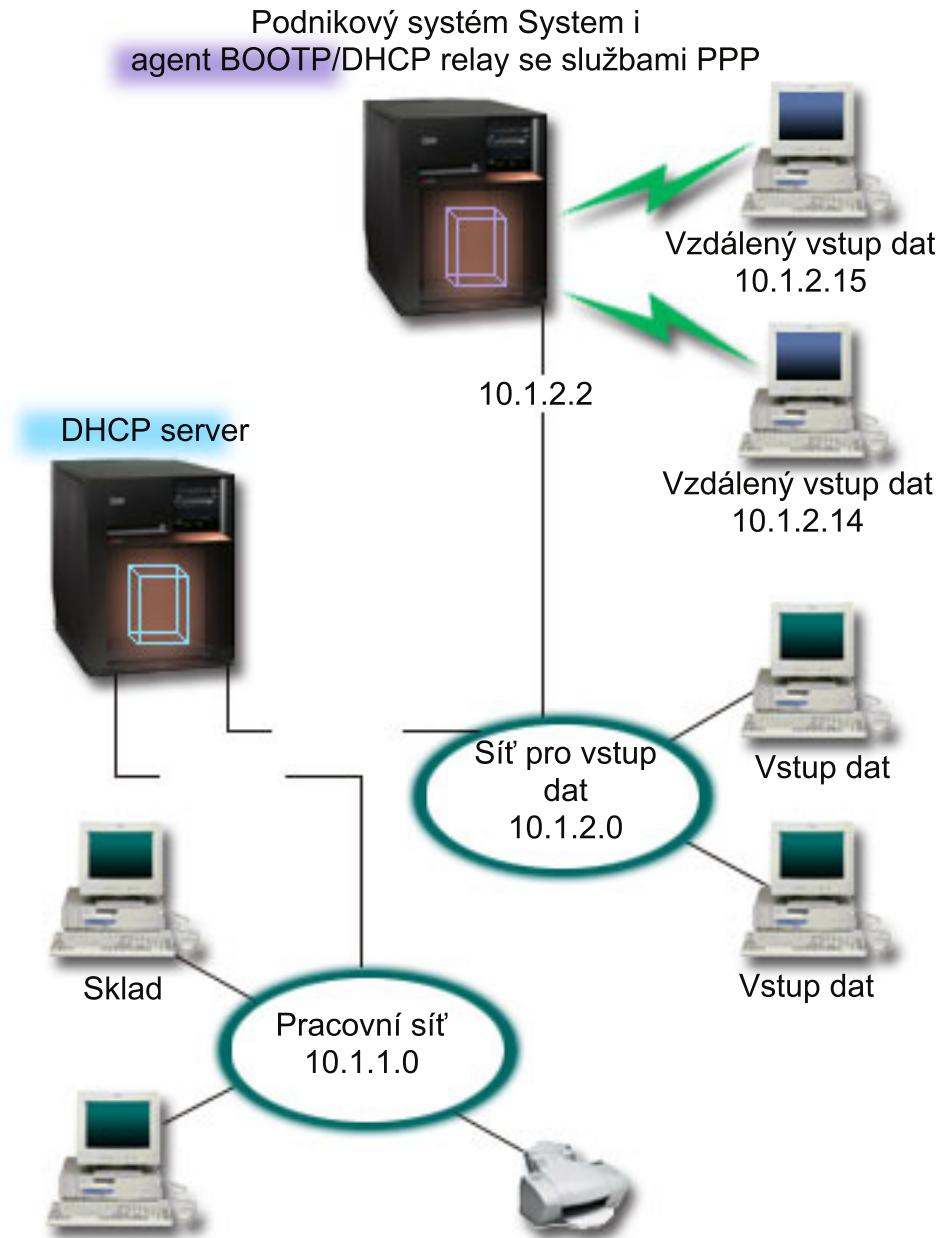 Podnikový systém System i
agent BOOTP/DHCP relay se službami PPP
Vzdálený vstup dat
10.1.2.15
10.1.2.2
Vzdálený vstup dat
10.1.2.14
DHCP server
Síť pro vstup
dat
10.1.2.0
Vstup dat
Vstup dat
Sklad
Pracovní síť
10.1.1.0